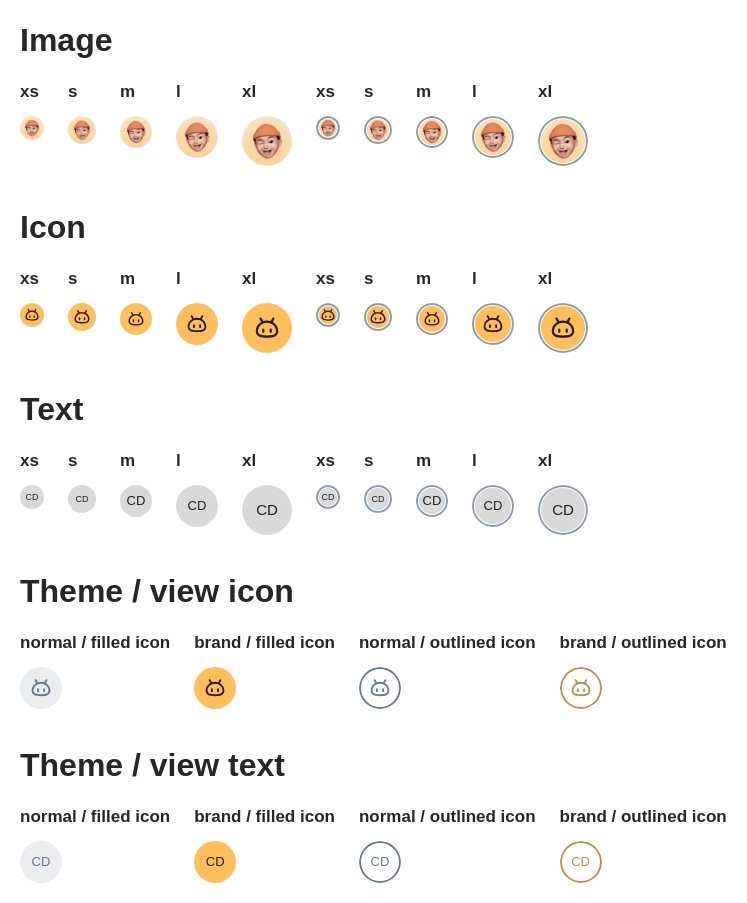 Image
xs s m l xl xs s m l xl
Icon
xs s m l xl xs s m l xl
Text
xs s m l xl xs s m l xl
CD CD CD CD CD CD CD CD CD CD
Theme / view icon
normal / filled icon brand / filled icon normal / outlined icon brand / outlined icon
Theme / view text
normal / filled icon brand / filled icon normal / outlined icon brand / outlined icon
CD CD CD CD